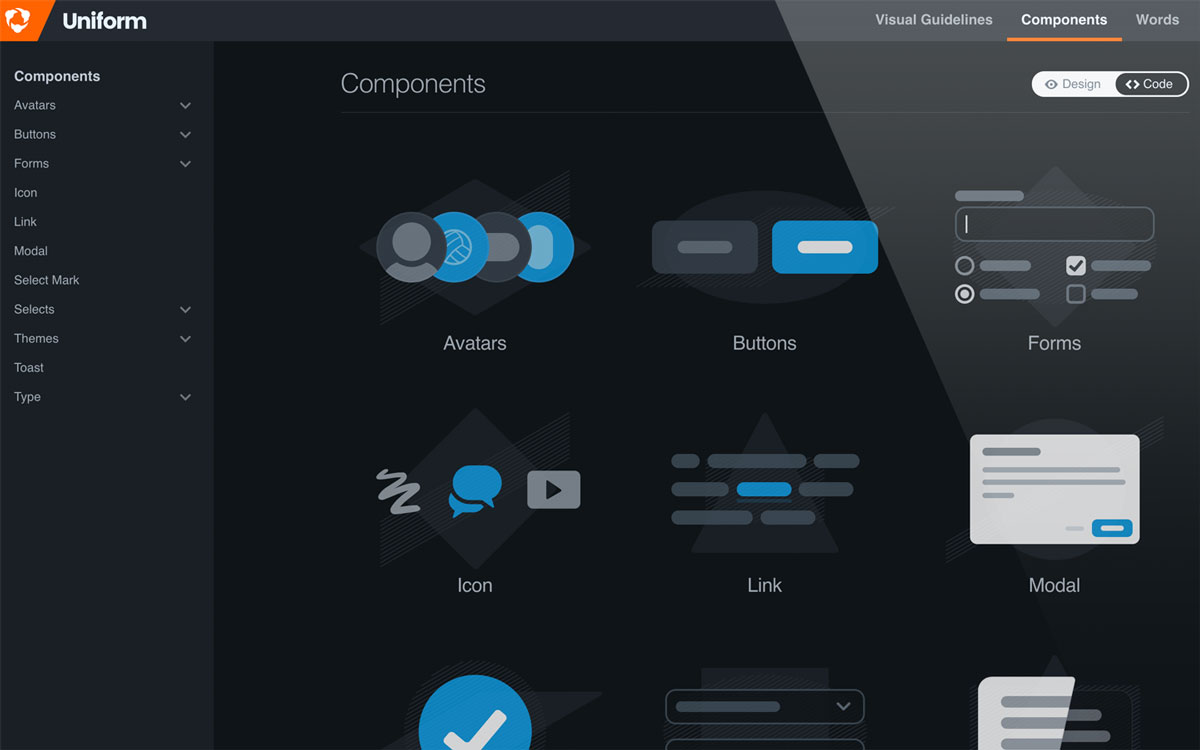 Uniform
Visual Guidelines
Components
Words
Components
Avatars
Buttons
Forms
Icon
Link
Modal
Select Mark
Selects
Themes
Toast
Type
Components
Design
Code
Avatars
Buttons
Forms
Icon
Link
Modal